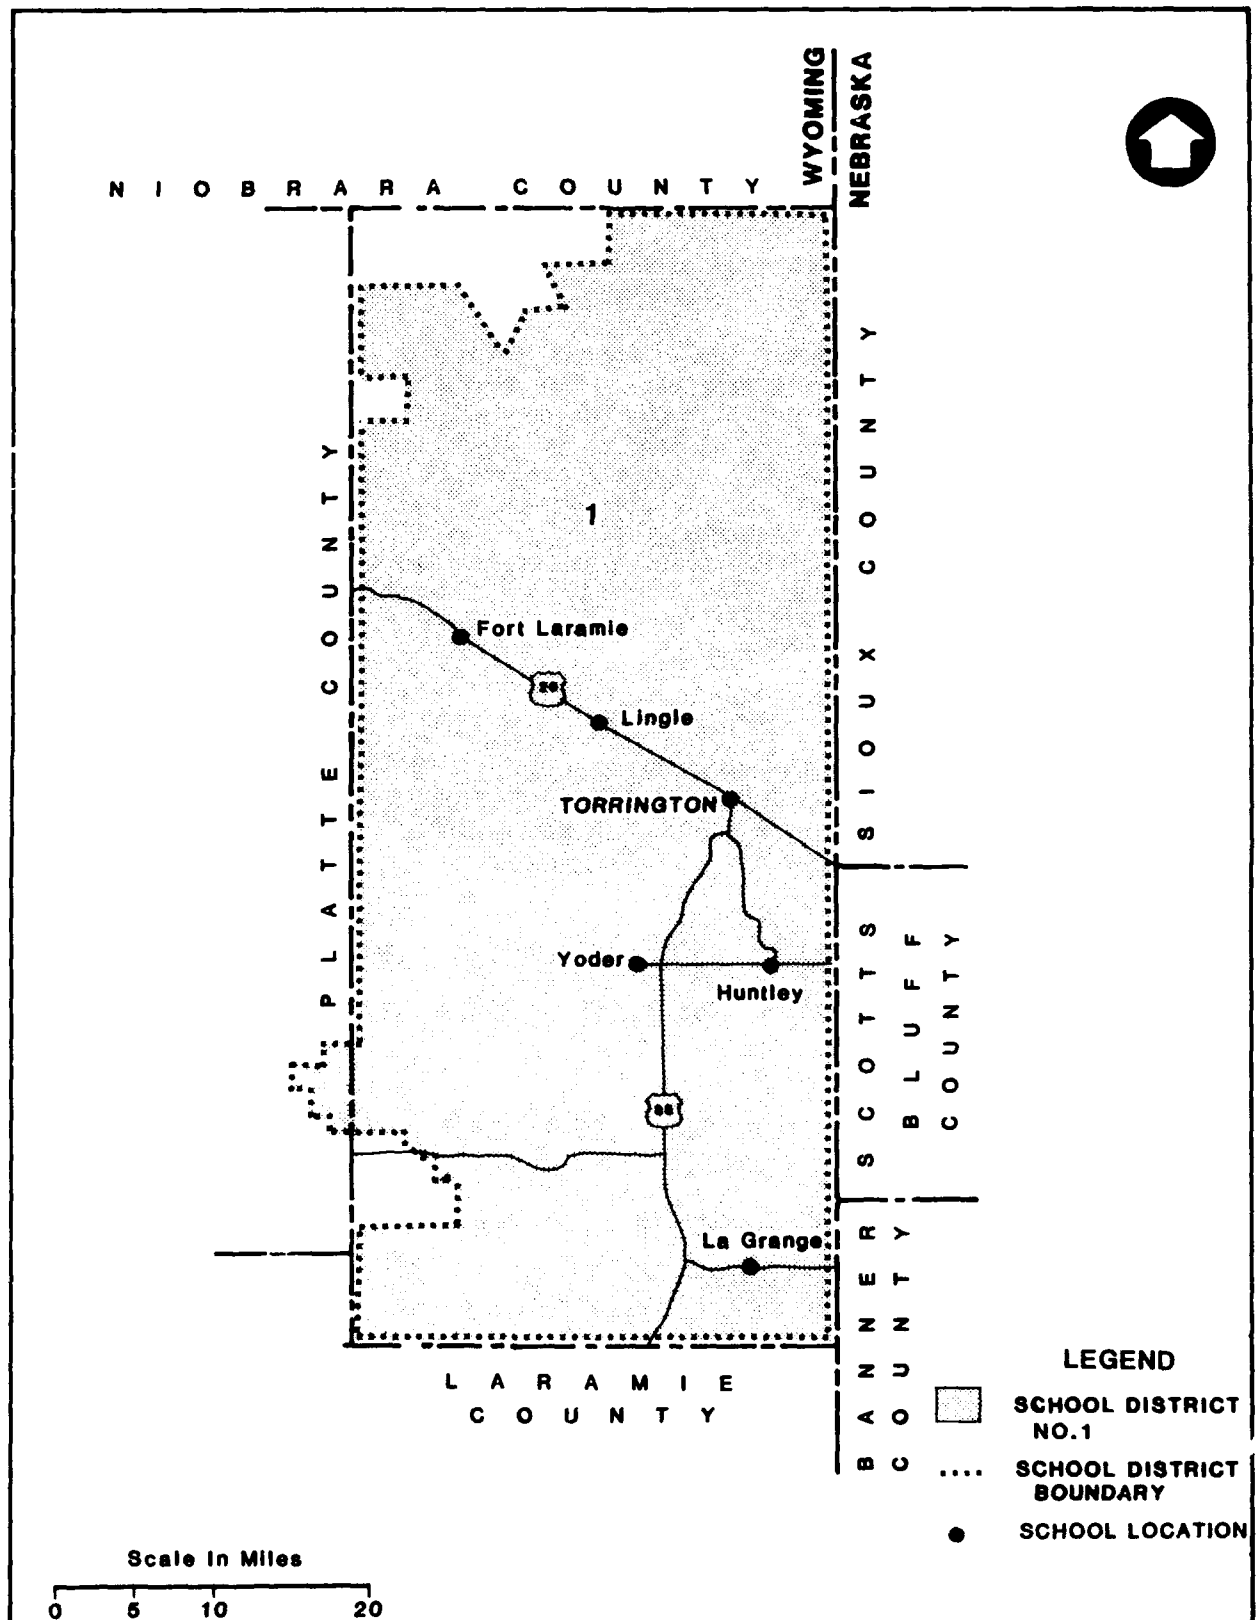 WYOMING
NEBRASKA
NIOBRARA COUNTY
PLATTE COUNTY
SIOUX COUNTY
1
Fort Laramie
26
Lingle
TORRINGTON
Yoder
Huntley
SCOTTS
BLUFF
COUNTY
La Grange
BANNER
COUNTY
LARAMIE
COUNTY
LEGEND
SCHOOL DISTRICT
NO.1
SCHOOL DISTRICT
BOUNDARY
SCHOOL LOCATION
Scale In Miles
0 5 10 20